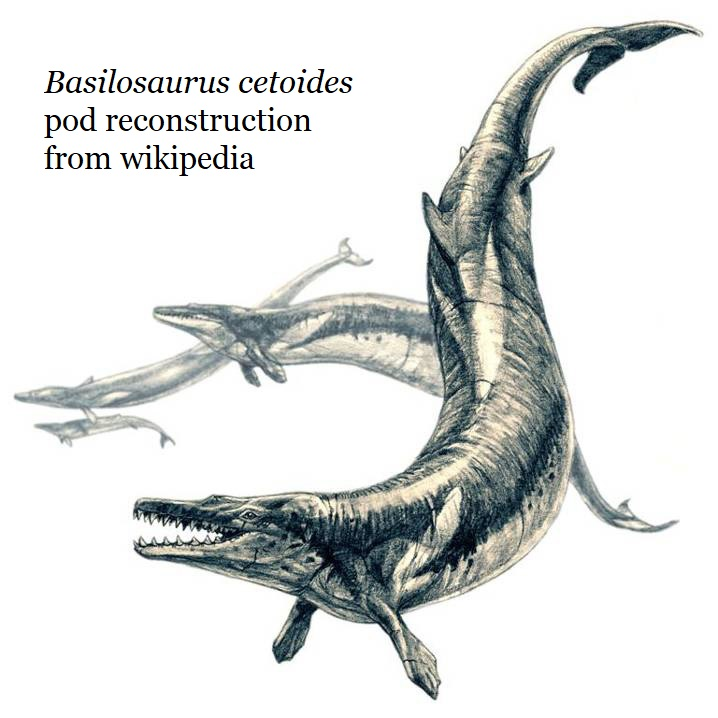 Basilosaurus cetoides
pod reconstruction
from wikipedia